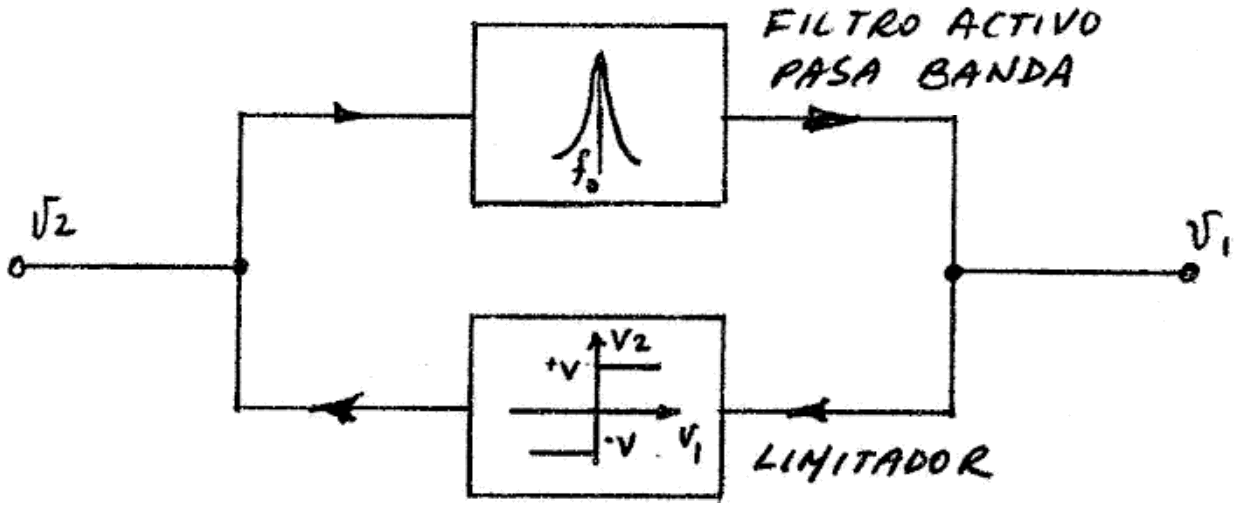 FILTRO ACTIVO
PASA BANDA
f₀
V2
V₁
V2
+V
-V
V₁
LIMITADOR